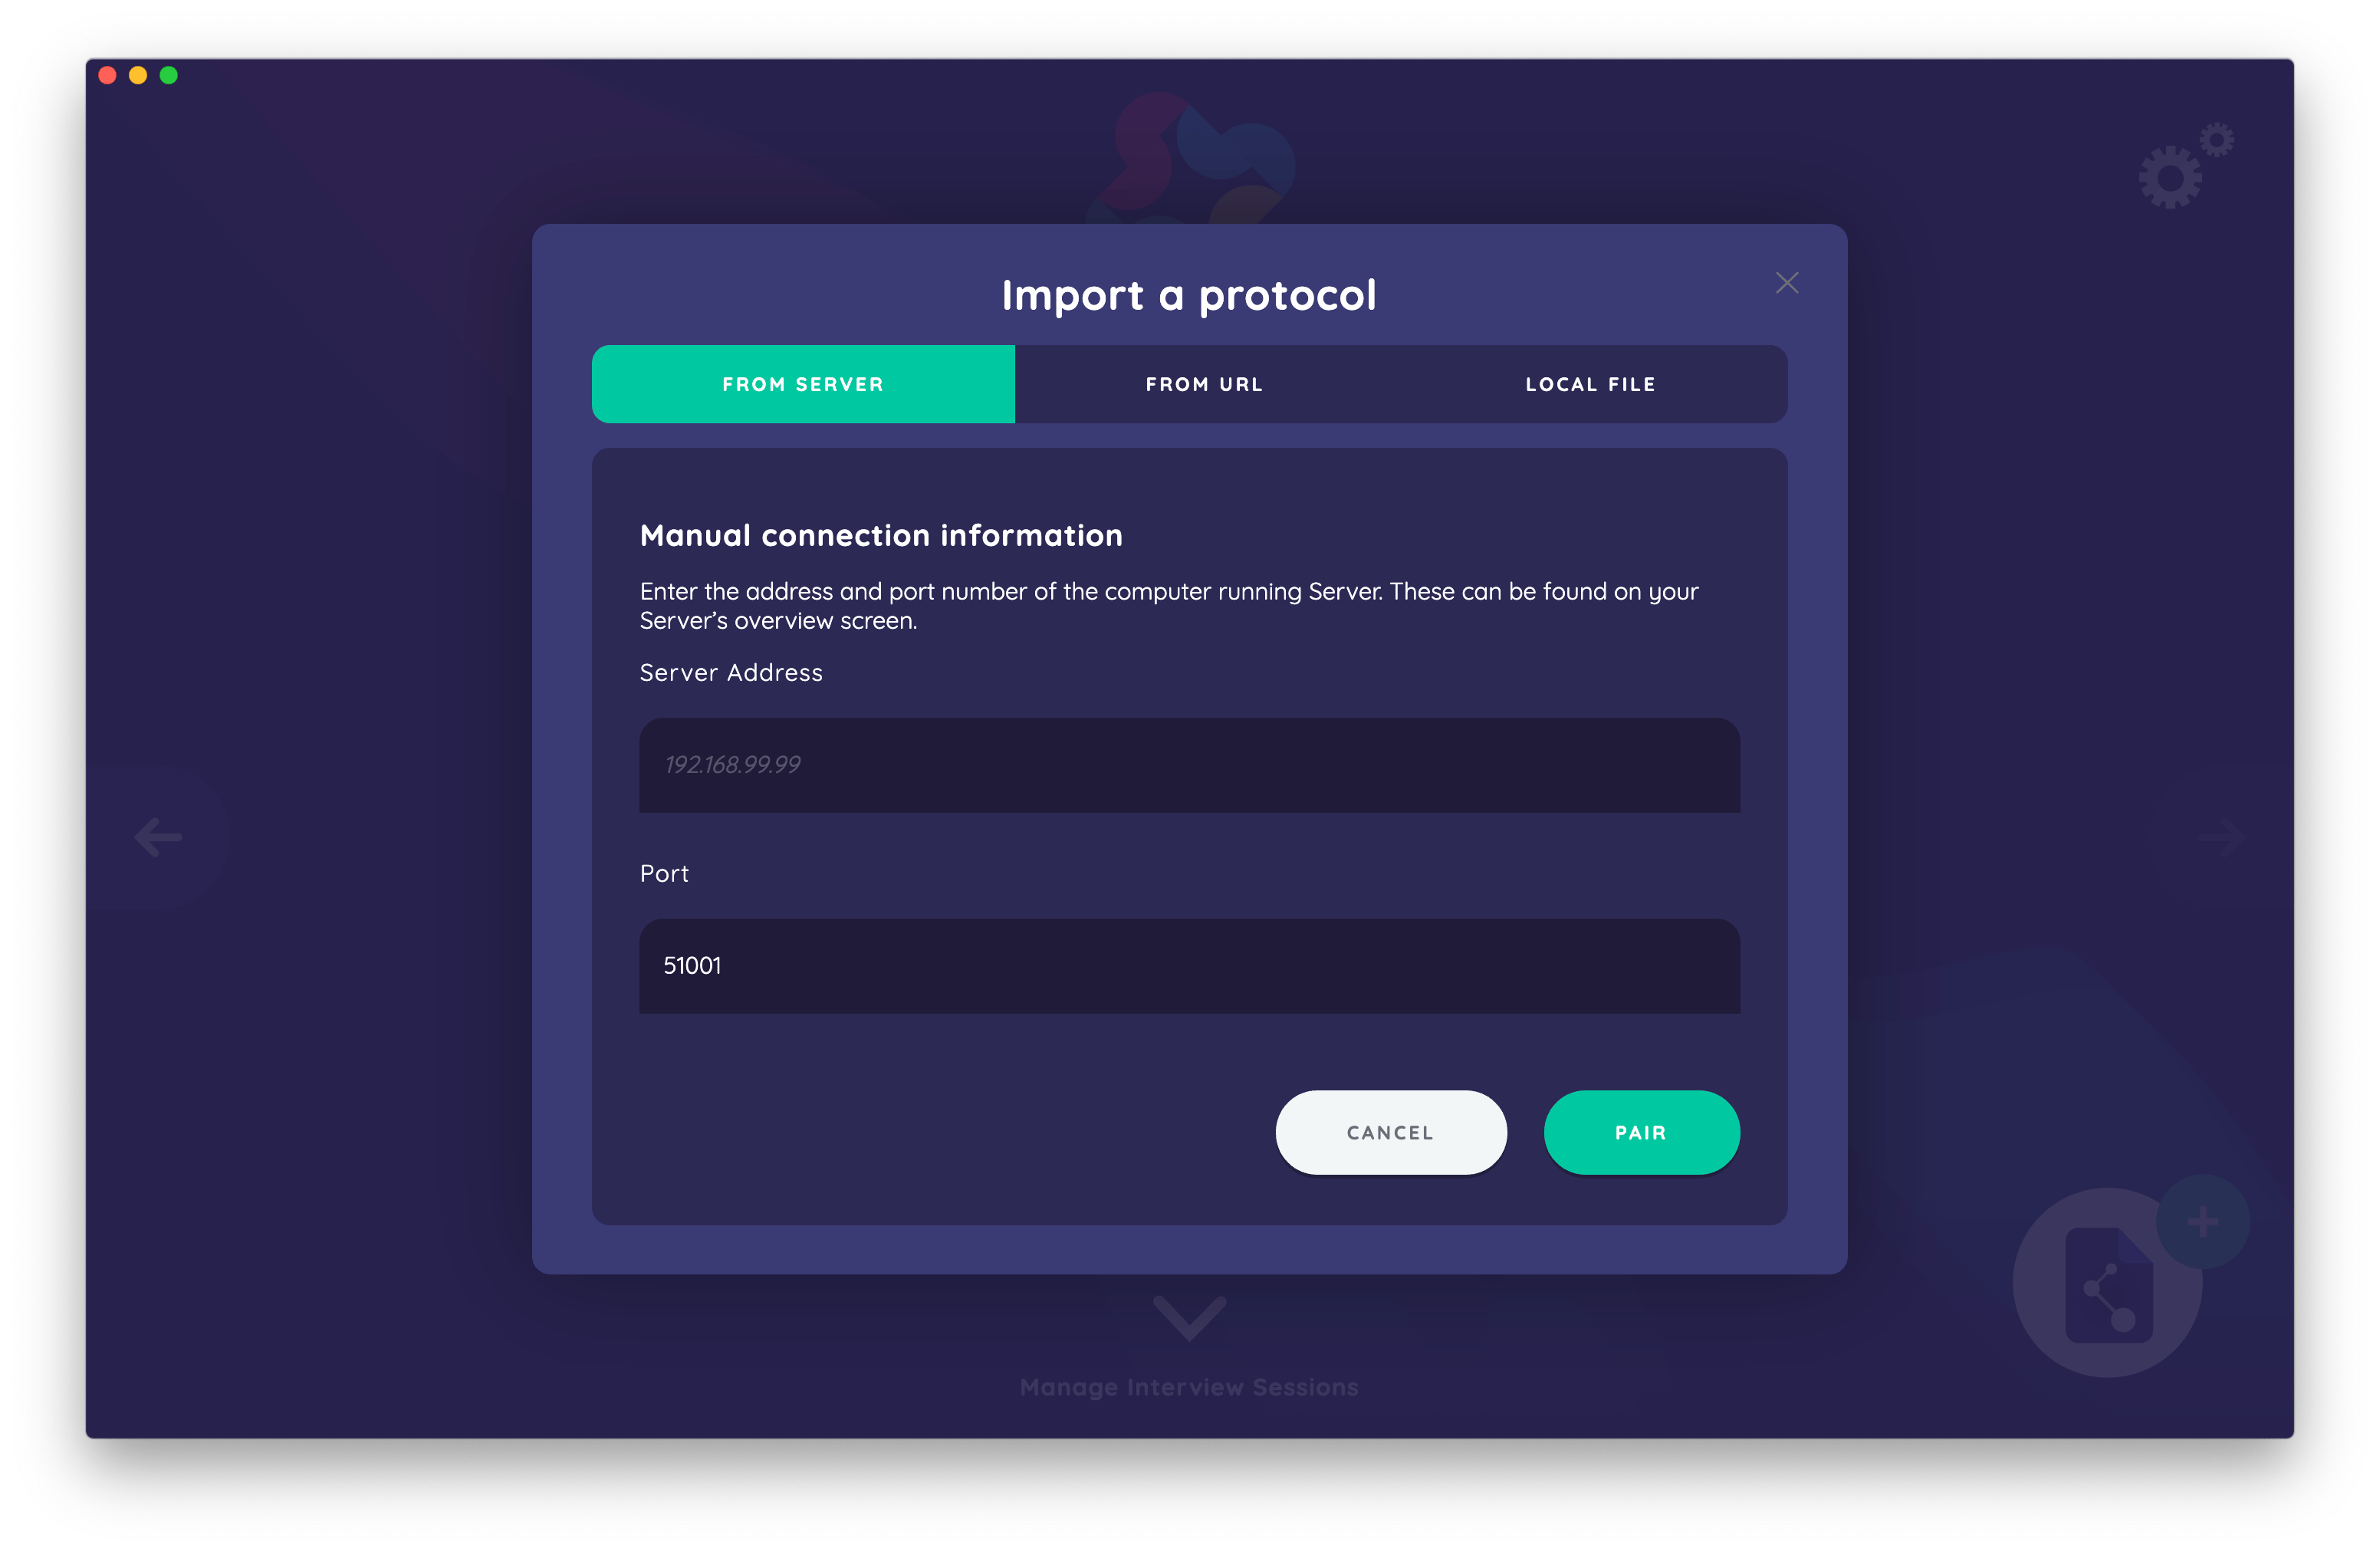 Import a protocol
FROM SERVER
FROM URL
LOCAL FILE
Manual connection information
Enter the address and port number of the computer running Server. These can be found on your
Server’s overview screen.
Server Address
192.168.99.99
Port
51001
CANCEL
PAIR
Manage Interview Sessions